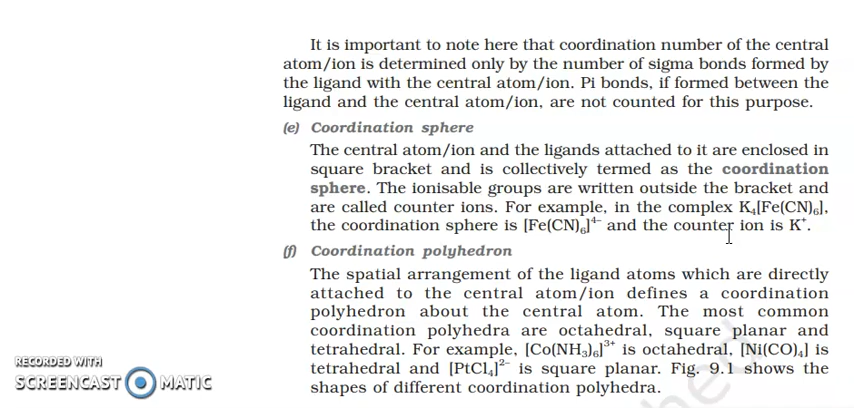 It is important to note here that coordination number of the central
atom/ion is determined only by the number of sigma bonds formed by
the ligand with the central atom/ion. Pi bonds, if formed between the
ligand and the central atom/ion, are not counted for this purpose.
(e) Coordination sphere
The central atom/ion and the ligands attached to it are enclosed in
square bracket and is collectively termed as the coordination
sphere. The ionisable groups are written outside the bracket and
are called counter ions. For example, in the complex K₄[Fe(CN)₆],
the coordination sphere is [Fe(CN)₆]⁴⁻ and the counter ion is K⁺.
(f) Coordination polyhedron
The spatial arrangement of the ligand atoms which are directly
attached to the central atom/ion defines a coordination
polyhedron about the central atom. The most common
coordination polyhedra are octahedral, square planar and
tetrahedral. For example, [Co(NH₃)₆]³⁺ is octahedral, [Ni(CO)₄] is
tetrahedral and [PtCl₄]²⁻ is square planar. Fig. 9.1 shows the
shapes of different coordination polyhedra.
RECORDED WITH
SCREENCAST MATIC